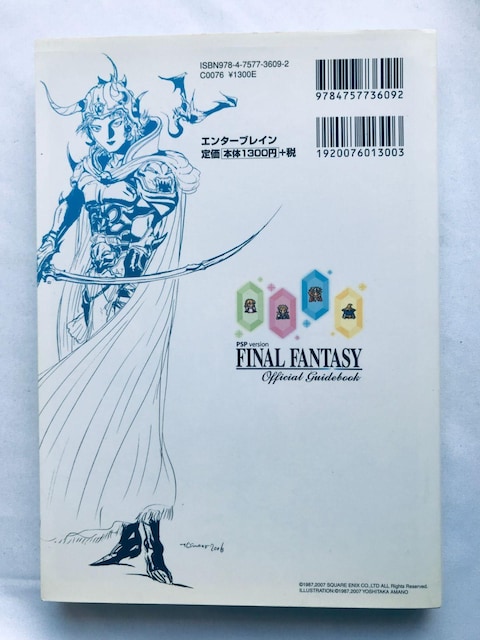 ISBN978-4-7577-3609-2
C0076 ¥1300E
9784757736092
エンターブレイン
定価 本体1300円+税
1920076013003
PSP version
FINAL FANTASY
Official Guidebook
2006
©1987,2007 SQUARE ENIX CO.,LTD ALL Rights Reserved.
ILLUSTRATION:©1987,2007 YOSHITAKA AMANO